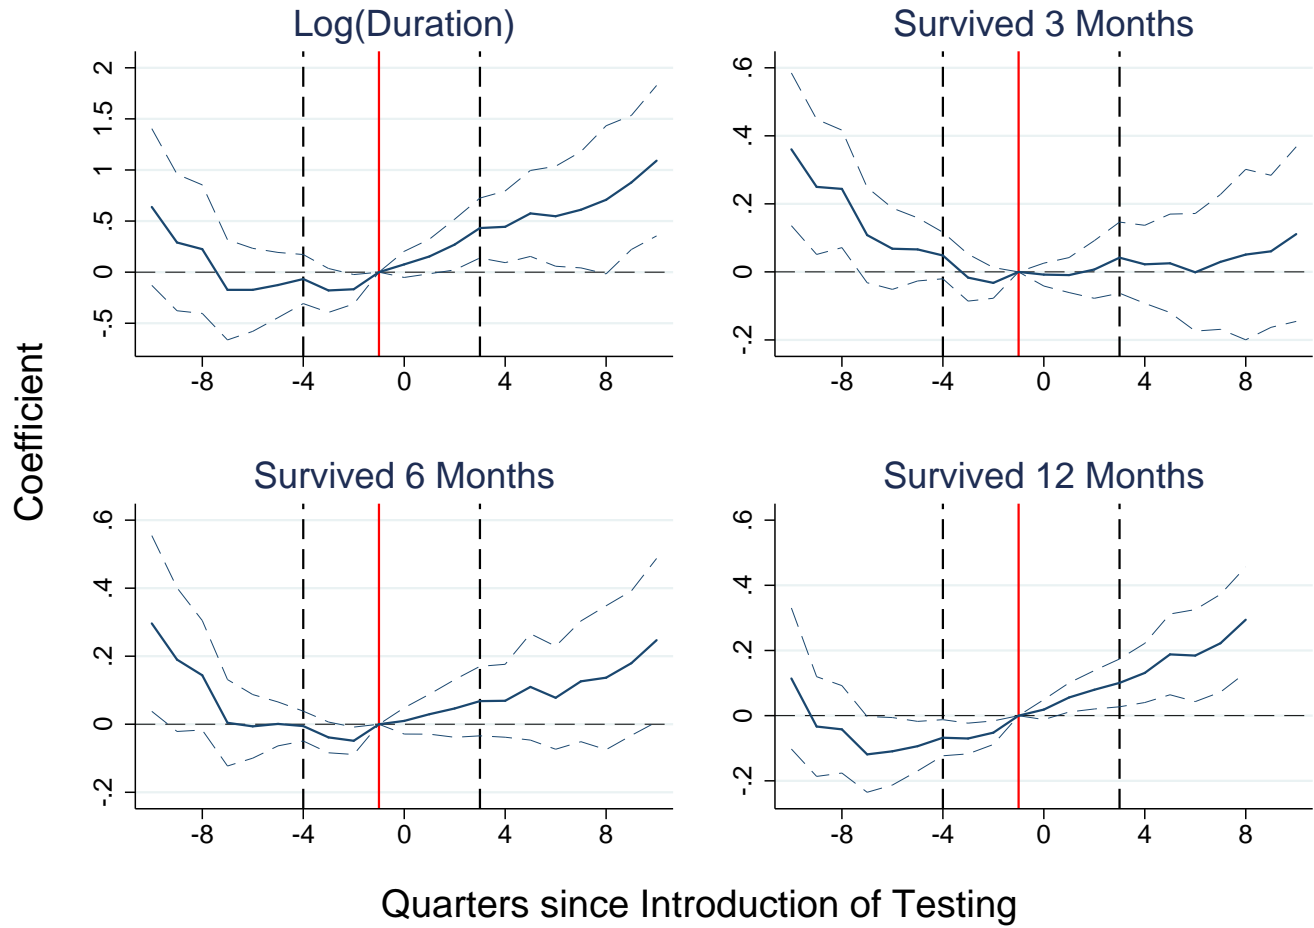 Log(Duration)
Survived 3 Months
2
1.5
1
.5
0
-.5
.6
.4
.2
0
-.2
-8 -4 0 4 8
-8 -4 0 4 8
Coefficient
Survived 6 Months
Survived 12 Months
.6
.4
.2
0
-.2
.6
.4
.2
0
-.2
-8 -4 0 4 8
-8 -4 0 4 8
Quarters since Introduction of Testing